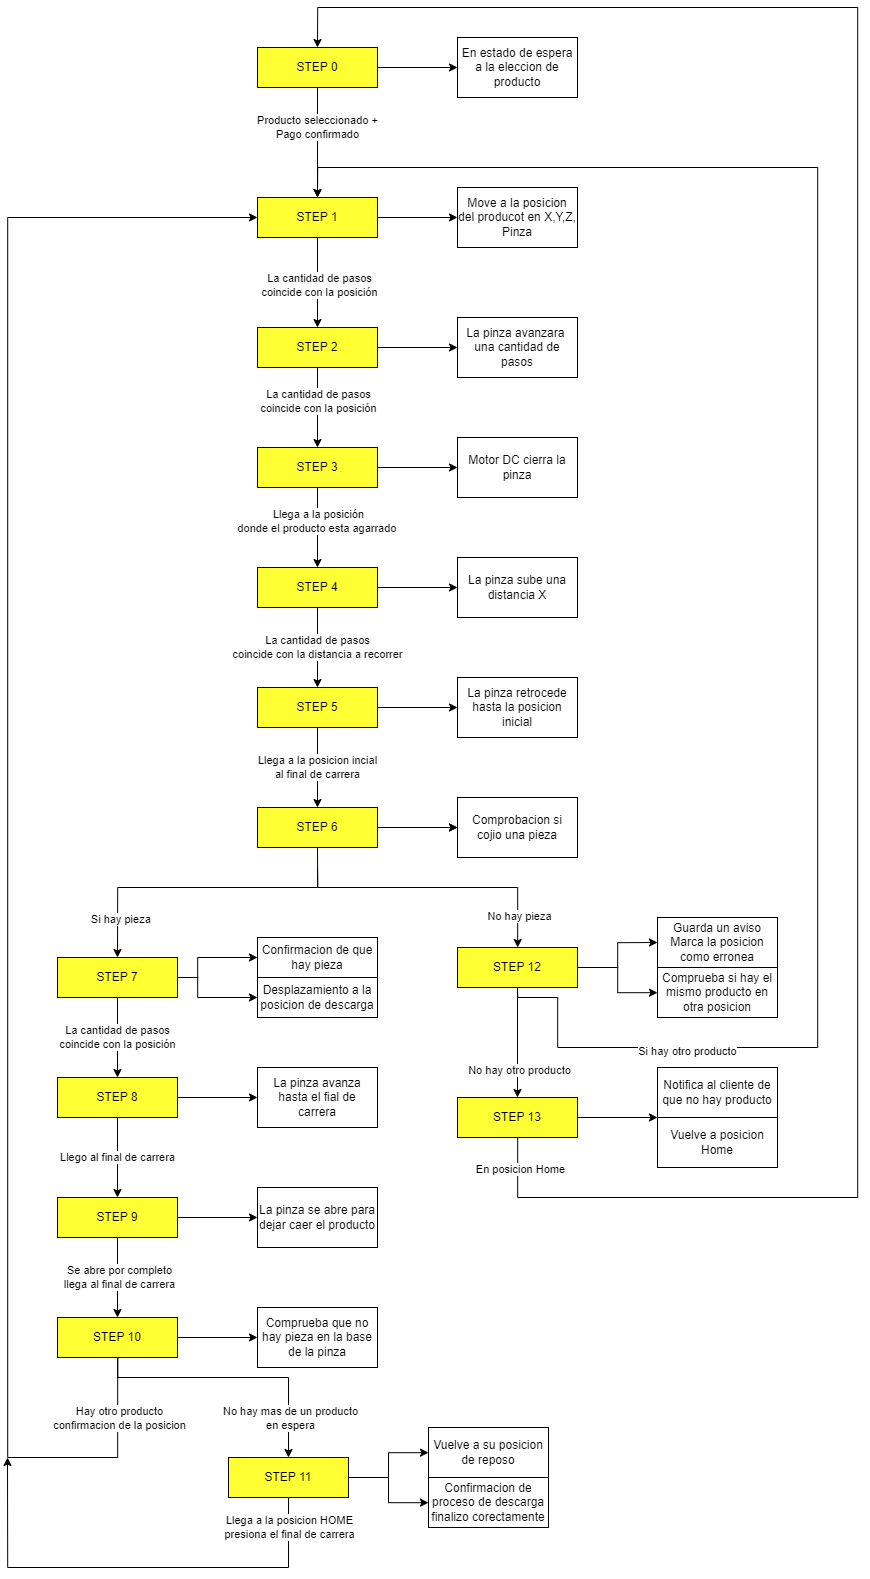 STEP 0
En estado de espera
a la eleccion de
producto
Producto seleccionado +
Pago confirmado
STEP 1
Move a la posicion
del producot en X,Y,Z,
Pinza
La cantidad de pasos
coincide con la posición
STEP 2
La pinza avanzara
una cantidad de
pasos
La cantidad de pasos
coincide con la posición
STEP 3
Motor DC cierra la
pinza
Llega a la posición
donde el producto esta agarrado
STEP 4
La pinza sube una
distancia X
La cantidad de pasos
coincide con la distancia a recorrer
STEP 5
La pinza retrocede
hasta la posicion
inicial
Llega a la posicion incial
al final de carrera
STEP 6
Comprobacion si
cojio una pieza
Si hay pieza
No hay pieza
STEP 7
Confirmacion de que
hay pieza
Desplazamiento a la
posicion de descarga
STEP 12
Guarda un aviso
Marca la posicion
como erronea
Comprueba si hay el
mismo producto en
otra posicion
La cantidad de pasos
coincide con la posición
Si hay otro producto
No hay otro producto
STEP 8
La pinza avanza
hasta el fial de
carrera
STEP 13
Notifica al cliente de
que no hay producto
Vuelve a posicion
Home
Llego al final de carrera
En posicion Home
STEP 9
La pinza se abre para
dejar caer el producto
Se abre por completo
llega al final de carrera
STEP 10
Comprueba que no
hay pieza en la base
de la pinza
Hay otro producto
confirmacion de la posicion
No hay mas de un producto
en espera
STEP 11
Vuelve a su posicion
de reposo
Confirmacion de
proceso de descarga
finalizo corectamente
Llega a la posicion HOME
presiona el final de carrera